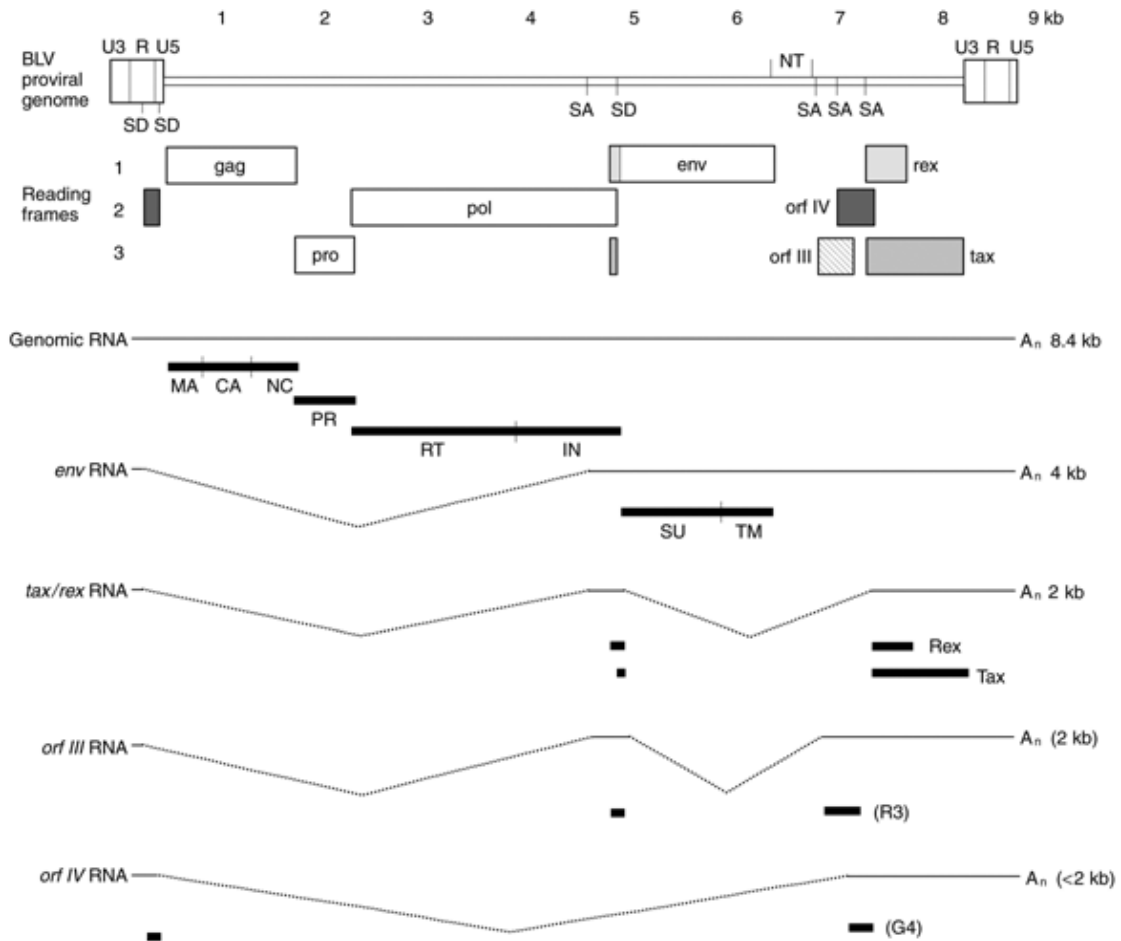 1 2 3 4 5 6 7 8 9 kb
U3 R U5 NT U3 R U5
BLV
proviral
genome
SD SD SA SD SA SA SA
1 gag env rex
Reading
frames
2 pol orf IV
3 pro orf III tax
Genomic RNA An 8.4 kb
MA CA NC
PR
RT IN
env RNA An 4 kb
SU TM
tax/rex RNA An 2 kb
Rex
Tax
orf III RNA An (2 kb)
(R3)
orf IV RNA An (<2 kb)
(G4)